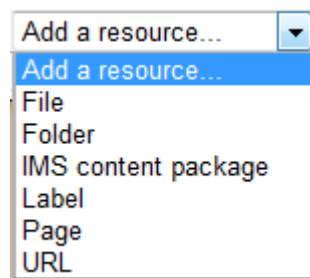 Add a resource...
Add a resource...
File
Folder
IMS content package
Label
Page
URL